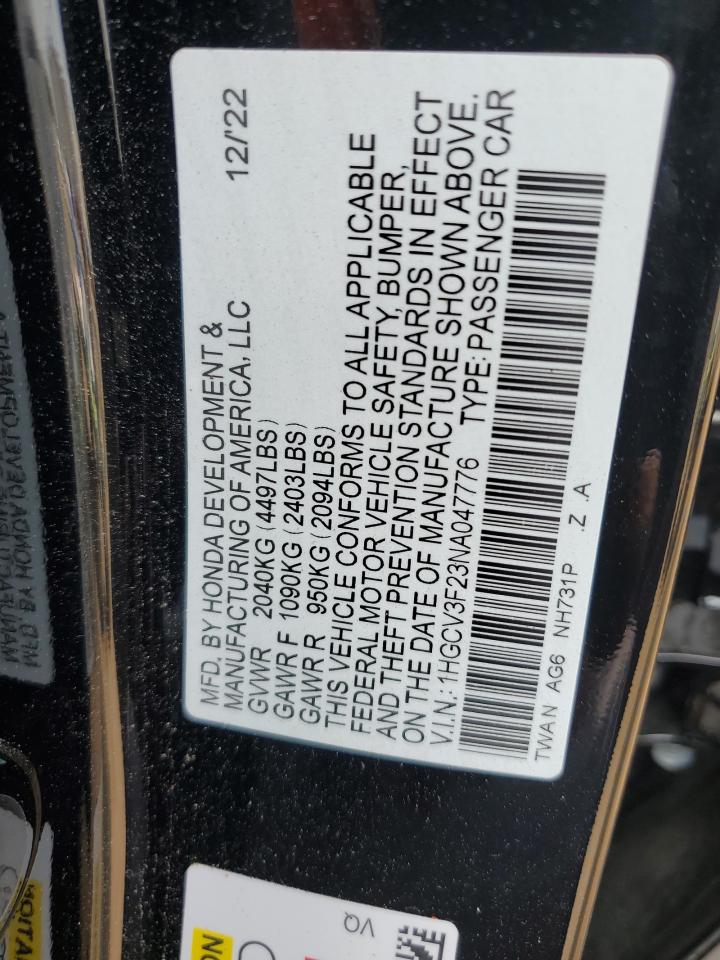 MFD. BY HONDA DEVELOPMENT &
MANUFACTURING OF AMERICA, LLC 12/'22
GVWR 2040KG (4497LBS)
GAWR F 1090KG (2403LBS)
GAWR R 950KG (2094LBS)
THIS VEHICLE CONFORMS TO ALL APPLICABLE
FEDERAL MOTOR VEHICLE SAFETY, BUMPER,
AND THEFT PREVENTION STANDARDS IN EFFECT
ON THE DATE OF MANUFACTURE SHOWN ABOVE.
V.I.N.: 1HGCV3F23NA047776 TYPE: PASSENGER CAR
TWAN AG6 NH731P .Z .A
VQ